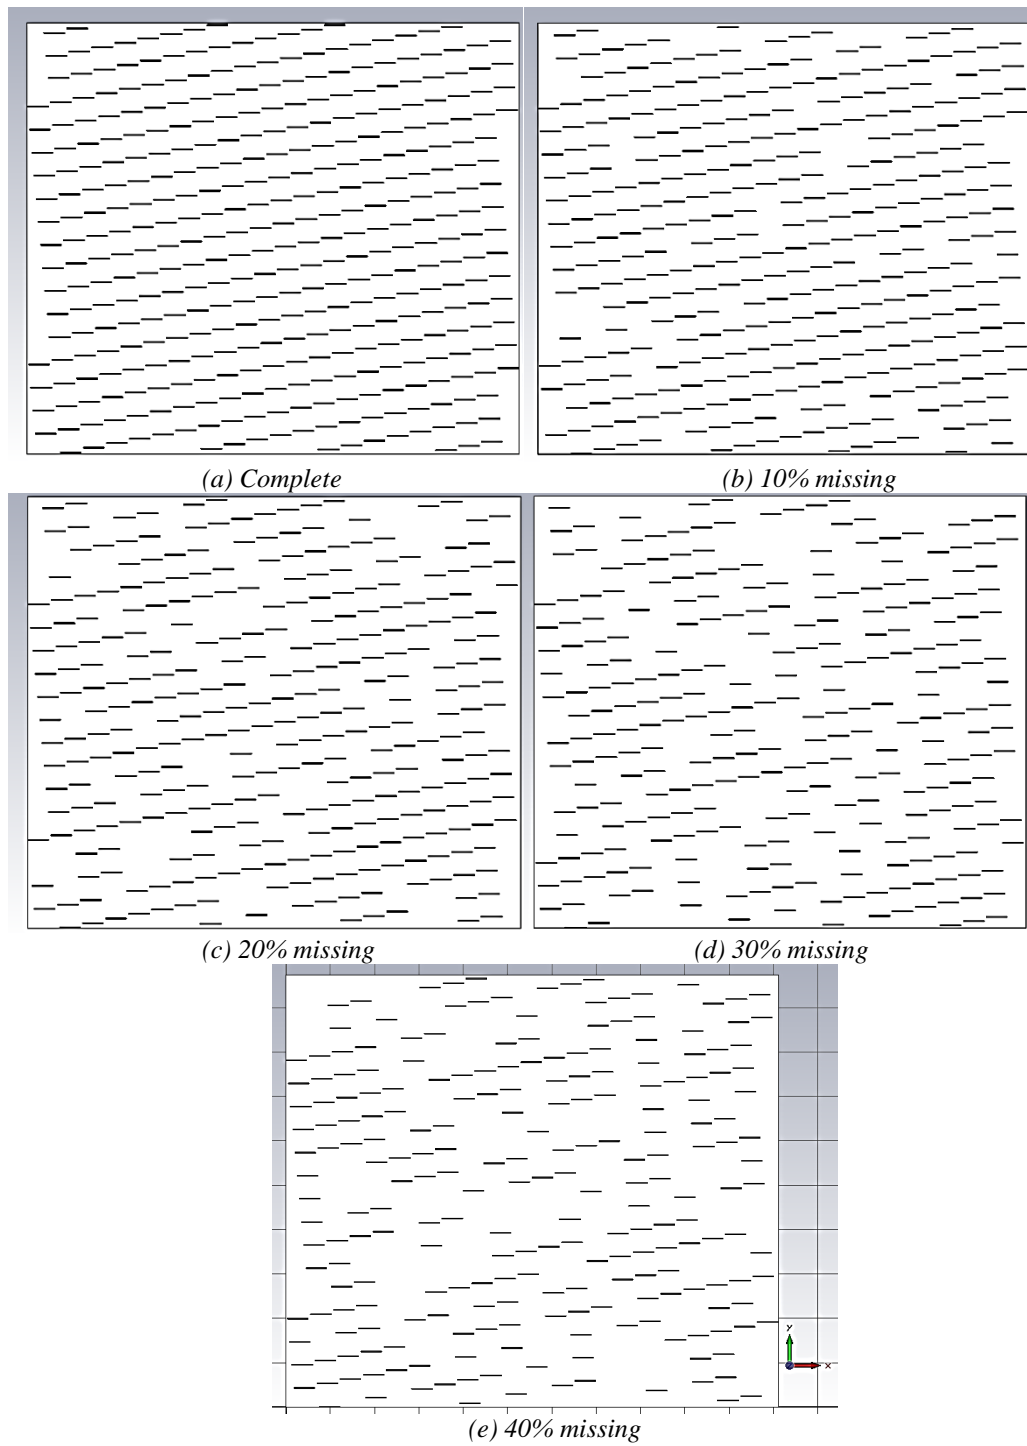 (a) Complete
(b) 10% missing
(c) 20% missing
(d) 30% missing
Y
x
(e) 40% missing